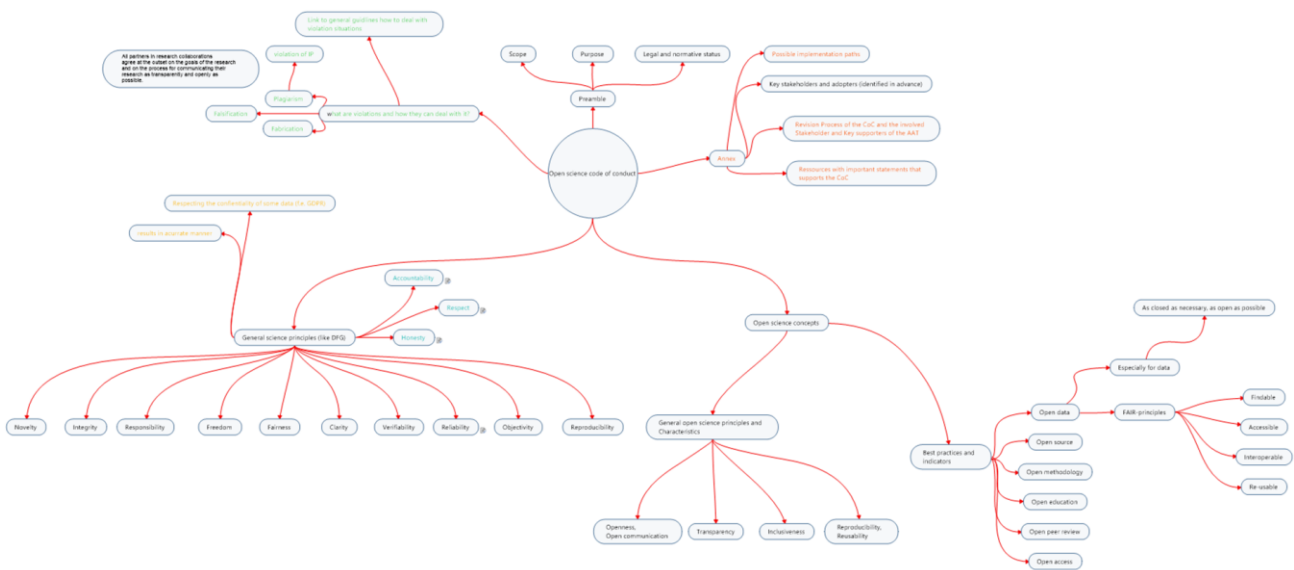 Link to general guidlines how to deal with
violation situations
All partners in research collaborations
agree at the outset on the goals of the research
and on the process for communicating their
research as transparently and openly as
possible.
violation of IP
Plagiarism
Falsification
Fabrication
what are violations and how they can deal with it?
Scope
Purpose
Legal and normative status
Preamble
Open science code of conduct
Possible implementation paths
Key stakeholders and adopters (identified in advance)
Revision Process of the CoC and the involved
Stakeholder and Key supporters of the AAT
Annex
Ressources with important statements that
supports the CoC
Respecting the conformality of some data (i.e. GDPR)
results in accurate manner
Accountability
Respect
Honesty
General science principles (like DFG)
Novelty
Integrity
Responsibility
Freedom
Fairness
Clarity
Verifiability
Reliability
Objectivity
Reproducibility
Open science concepts
General open science principles and
Characteristics
Openness,
Open communication
Transparency
Inclusiveness
Reproducibility,
Reusability
Best practices and
indicators
As closed as necessary, as open as possible
Especially for data
Open data
FAIR-principles
Findable
Accessible
Interoperable
Re-usable
Open source
Open methodology
Open education
Open peer review
Open access